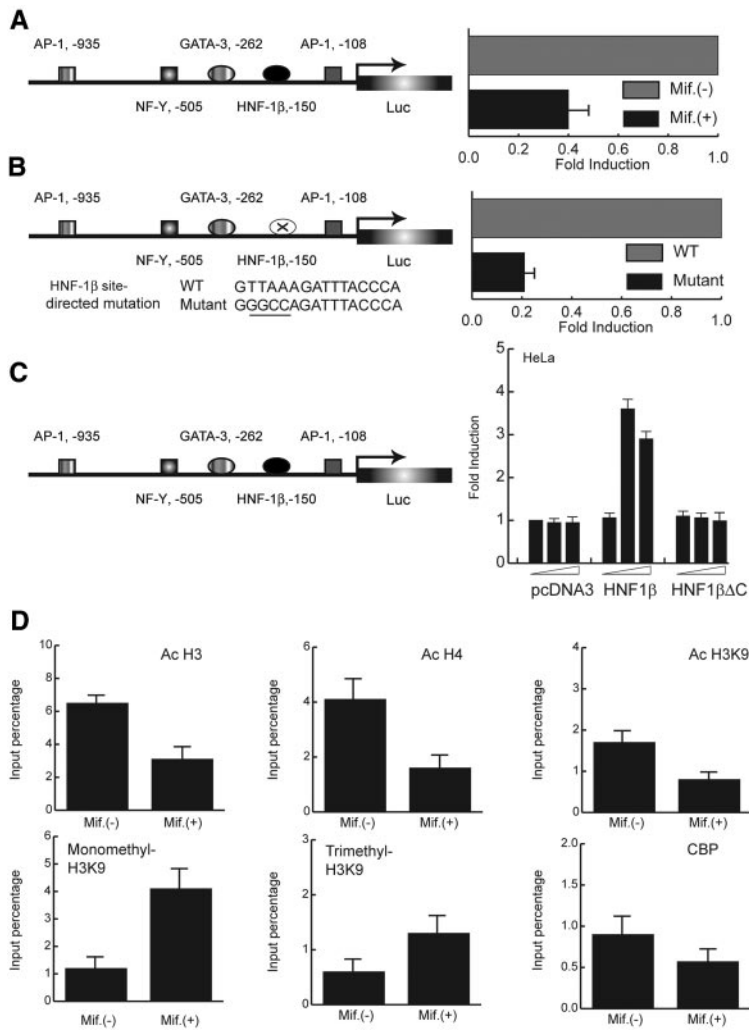 A
AP-1, -935 GATA-3, -262 AP-1, -108
NF-Y, -505 HNF-1β,-150 Luc
Mif.(-)
Mif.(+)
0.0 0.2 0.4 0.6 0.8 1.0
Fold Induction
B
AP-1, -935 GATA-3, -262 AP-1, -108
NF-Y, -505 HNF-1β,-150 Luc
HNF-1β site- WT GTTAAAGATTTACCCA
directed mutation Mutant GGGCCAGATTTACCCA
WT
Mutant
0.0 0.2 0.4 0.6 0.8 1.0
Fold Induction
C
AP-1, -935 GATA-3, -262 AP-1, -108
NF-Y, -505 HNF-1β,-150 Luc
HeLa
Fold Induction
5
4
3
2
1
0
pcDNA3 HNF1β HNF1βΔC
D
Ac H3
Input percentage
10
8
6
4
2
0
Mif.(-) Mif.(+)
Ac H4
Input percentage
6
4
2
0
Mif.(-) Mif.(+)
Ac H3K9
Input percentage
4
3
2
1
0
Mif.(-) Mif.(+)
Monomethyl-
H3K9
Input percentage
6
5
4
3
2
1
0
Mif.(-) Mif.(+)
Trimethyl-
H3K9
Input percentage
3
2
1
0
Mif.(-) Mif.(+)
CBP
Input percentage
2.0
1.5
1.0
0.5
0.0
Mif.(-) Mif.(+)